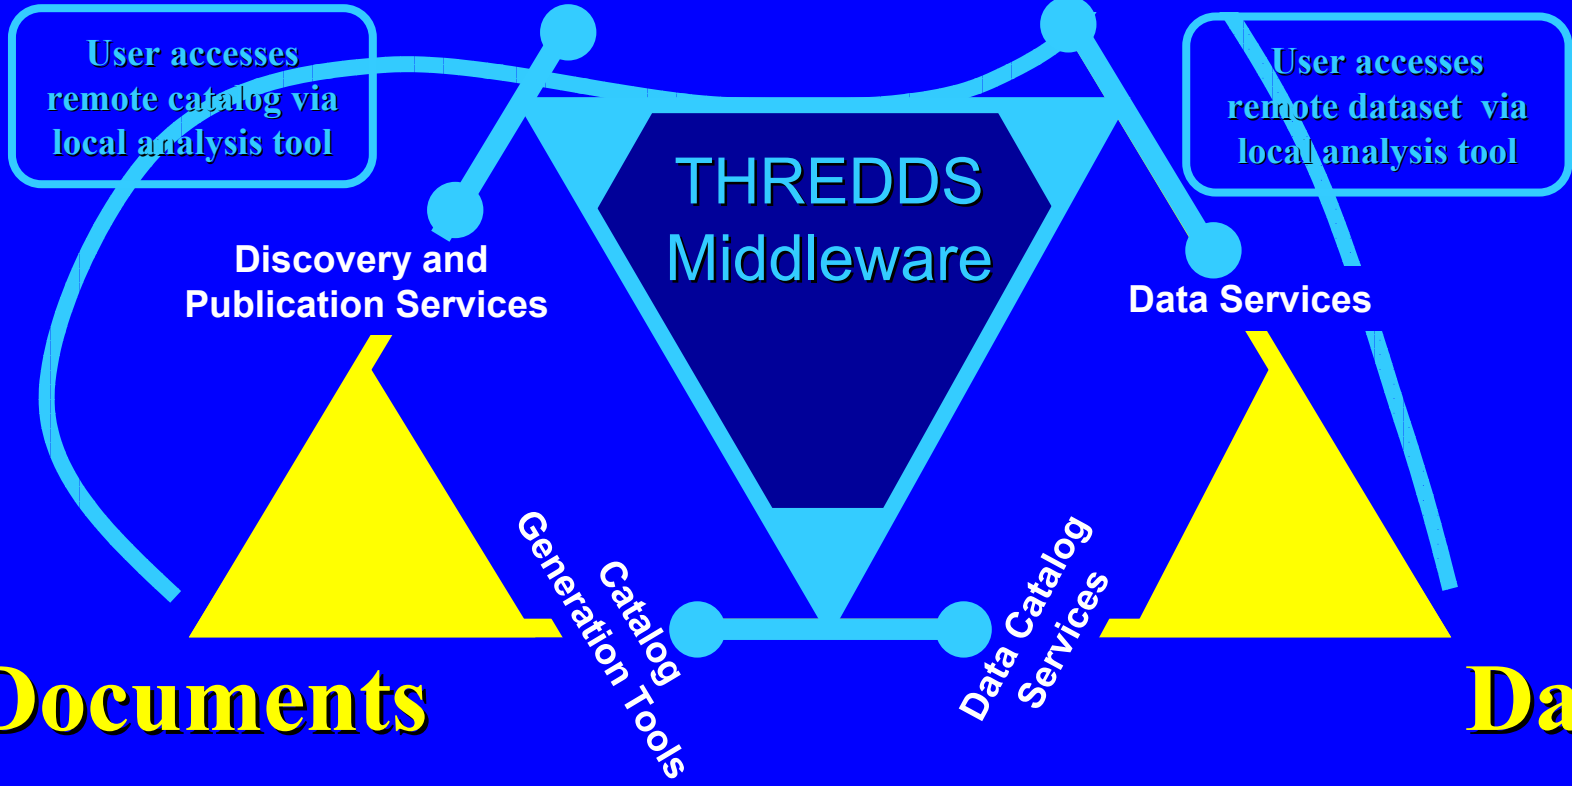 User accesses
remote catalog via
local analysis tool
User accesses
remote dataset via
local analysis tool
THREDDS
Middleware
Discovery and
Publication Services
Data Services
Catalog
Generation Tools
Data Catalog
Services
Documents
Da